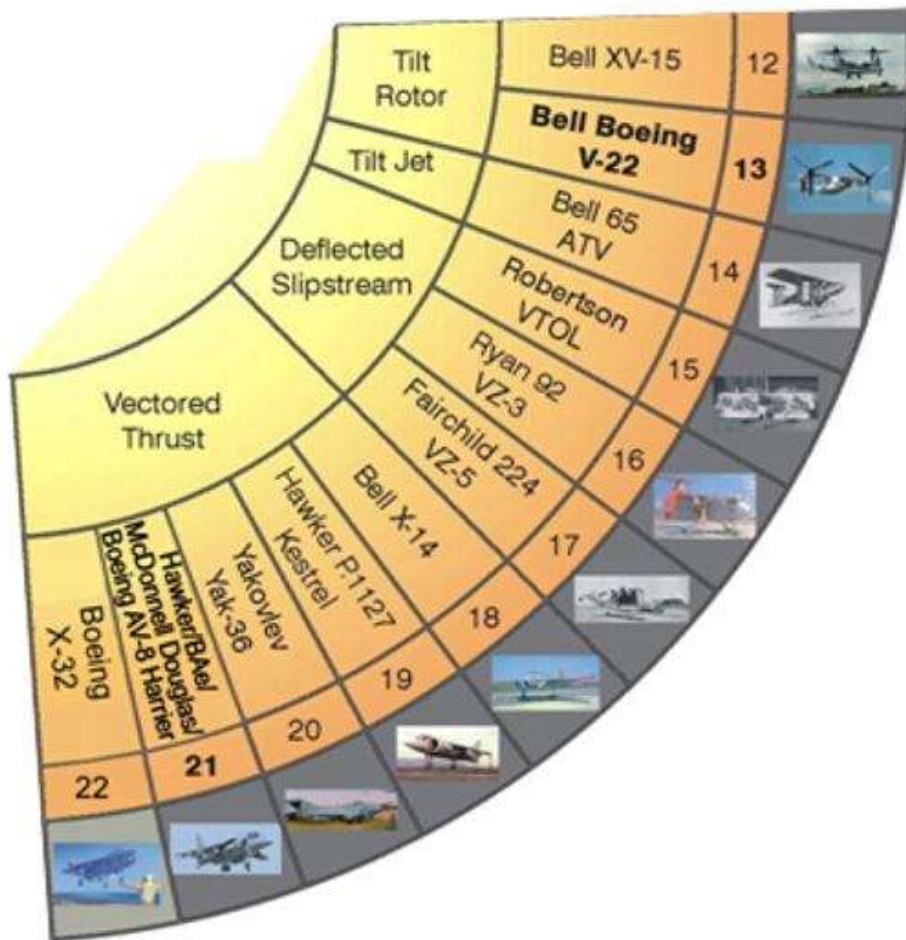 Tilt
Rotor
Bell XV-15
12
Bell Boeing
V-22
13
Tilt Jet
Bell 65
ATV
14
Deflected
Slipstream
Robertson
VTOL
15
Ryan 92
VZ-3
16
Fairchild 224
VZ-5
17
Vectored
Thrust
Bell X-14
18
Hawker P.1127
Kestrel
19
Yakovlev
Yak-36
20
Hawker/BAe/
McDonnell Douglas/
Boeing AV-8 Harrier
21
Boeing
X-32
22